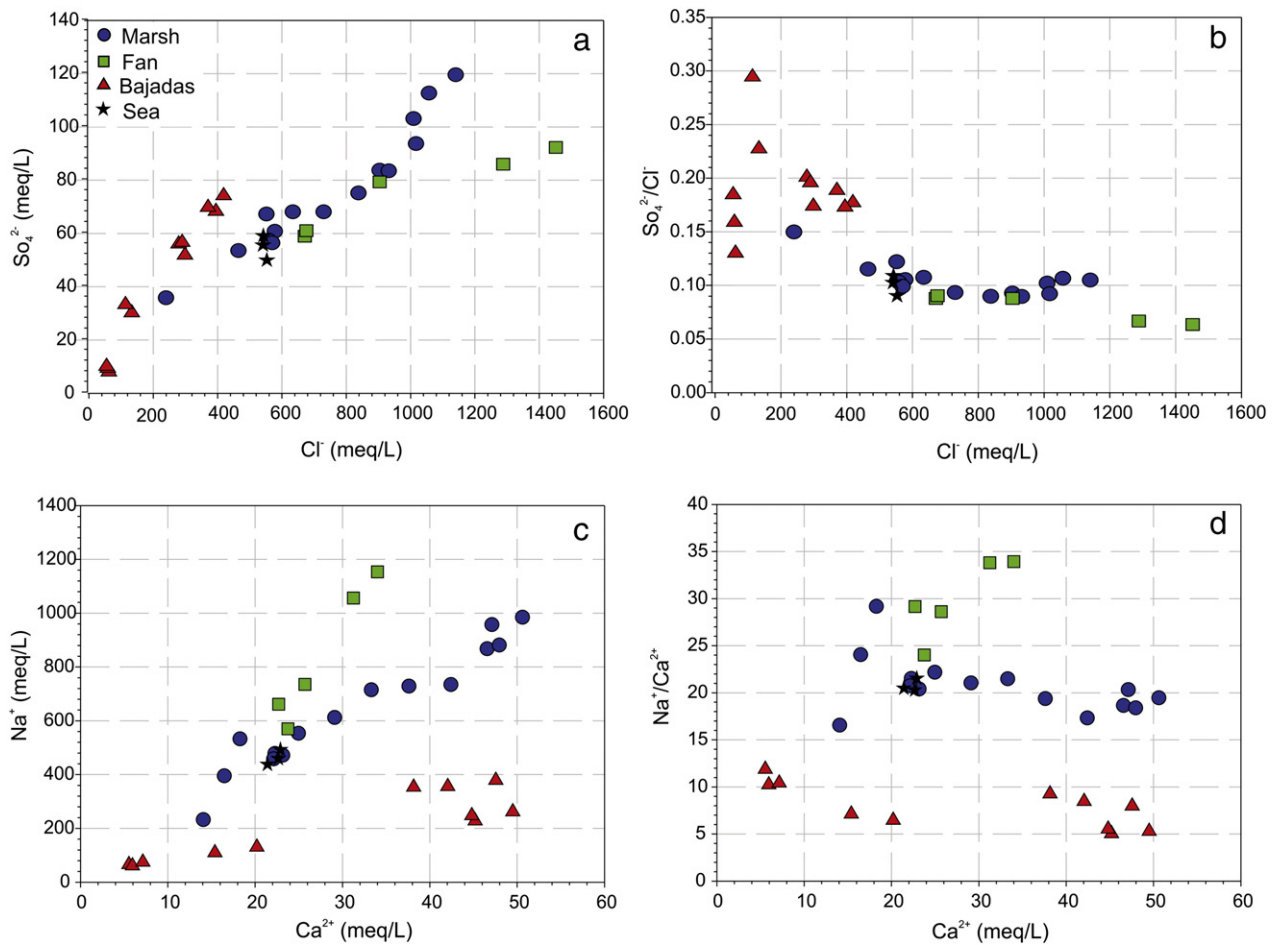 a
140
120
100
80
60
40
20
0
So₄²⁻ (meq/L)
Marsh
Fan
Bajadas
Sea
0 200 400 600 800 1000 1200 1400 1600
Cl⁻ (meq/L)
b
0.35
0.30
0.25
0.20
0.15
0.10
0.05
0.00
So₄²⁻/Cl⁻
0 200 400 600 800 1000 1200 1400 1600
Cl⁻ (meq/L)
c
1400
1200
1000
800
600
400
200
0
Na⁺ (meq/L)
0 10 20 30 40 50 60
Ca²⁺ (meq/L)
d
40
35
30
25
20
15
10
5
0
Na⁺/Ca²⁺
0 10 20 30 40 50 60
Ca²⁺ (meq/L)